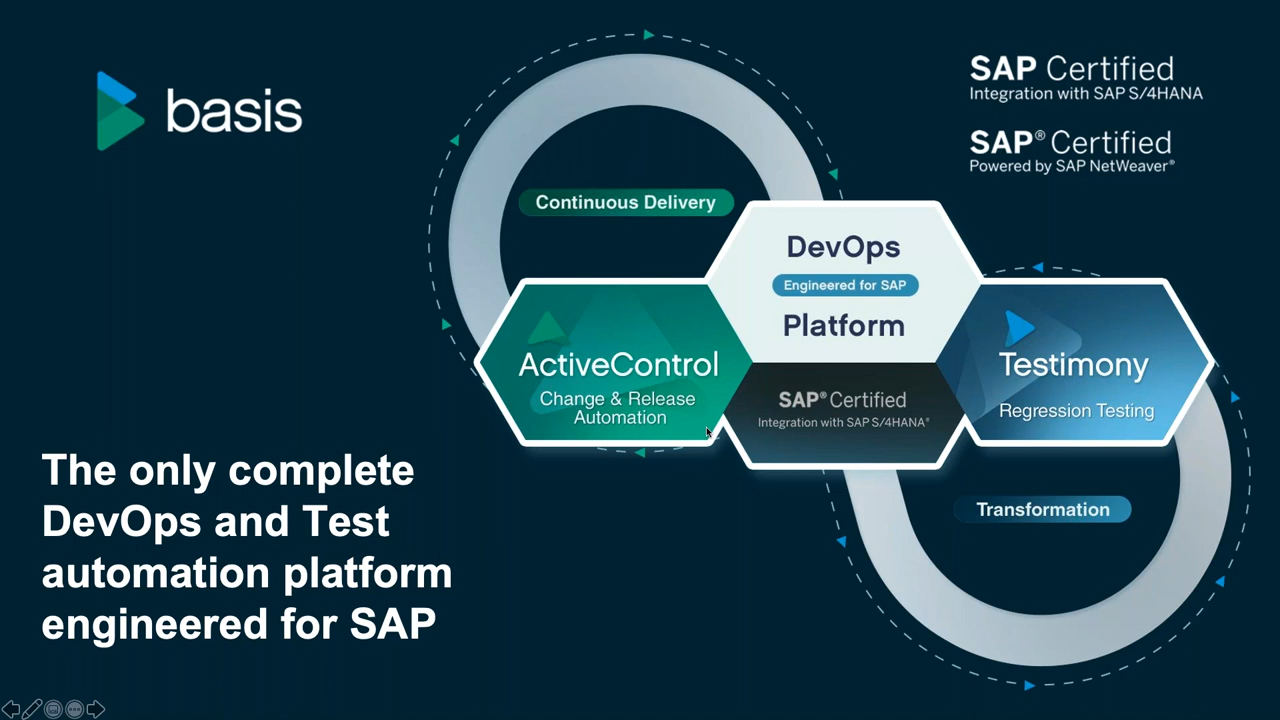 basis
SAP Certified
Integration with SAP S/4HANA
SAP® Certified
Powered by SAP NetWeaver®
Continuous Delivery
DevOps
Engineered for SAP
Platform
ActiveControl
Change & Release
Automation
SAP® Certified
Integration with SAP S/4HANA®
Testimony
Regression Testing
The only complete
DevOps and Test
automation platform
engineered for SAP
Transformation